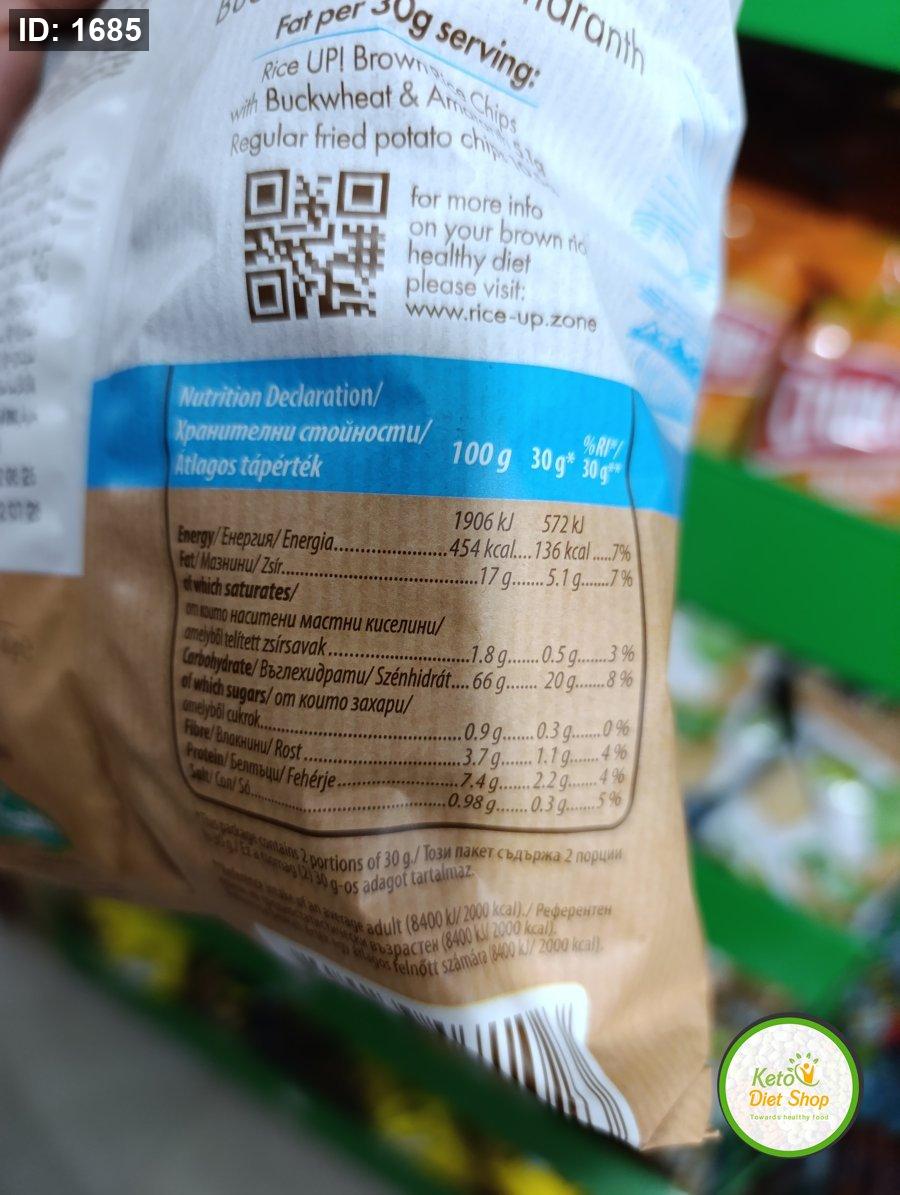 ID: 1685
Fat per 30g serving:
Rice UP! Brown Chips
with Buckwheat &
Regular fried potato
for more info
on your brown
healthy diet
please visit:
www.rice-up.zone
Nutrition Declaration/
Хранителни стойности/
Átlagos tápérték
100 g 30 g* %RI**/ 30 g**
1906 kJ 572 kJ
Energy/Енергия/Energia.....454 kcal....136 kcal.....7%
Fat/Мазнини/Zsír.....17 g.......5.1 g.......7 %
of which saturates/
от които наситени мастни киселини/
amelyből telített zsírsavak.....1.8 g.......0.5 g.......3 %
Carbohydrate/Въглехидрати/Szénhidrát....66 g.......20 g.......8 %
of which sugars/от които захари/
amelyből cukrok.....0.9 g.......0.3 g.......0 %
Fibre/Влакнини/Rost.....3.7 g.......1.1 g.......4 %
Protein/Белтъци/Fehérje.....7.4 g.......2.2 g.......4 %
Salt/Сол/Só.....0.98 g.......0.3 g.......5 %
*This package contains 2 portions of 30 g./Този пакет съдържа 2 порции
30 g-os adagot tartalmaz.
of an average adult (8400 kJ/2000 kcal)./Референтен
възрастен (8400 kJ/2000 kcal).
átlagos felnőtt számára (8400 kJ/2000 kcal).
Keto
Diet Shop
Towards healthy food